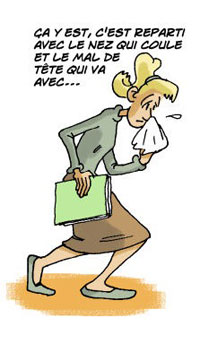 ÇA Y EST, C'EST REPARTI
AVEC LE NEZ QUI COULE
ET LE MAL DE
TÊTE QUI VA
AVEC...